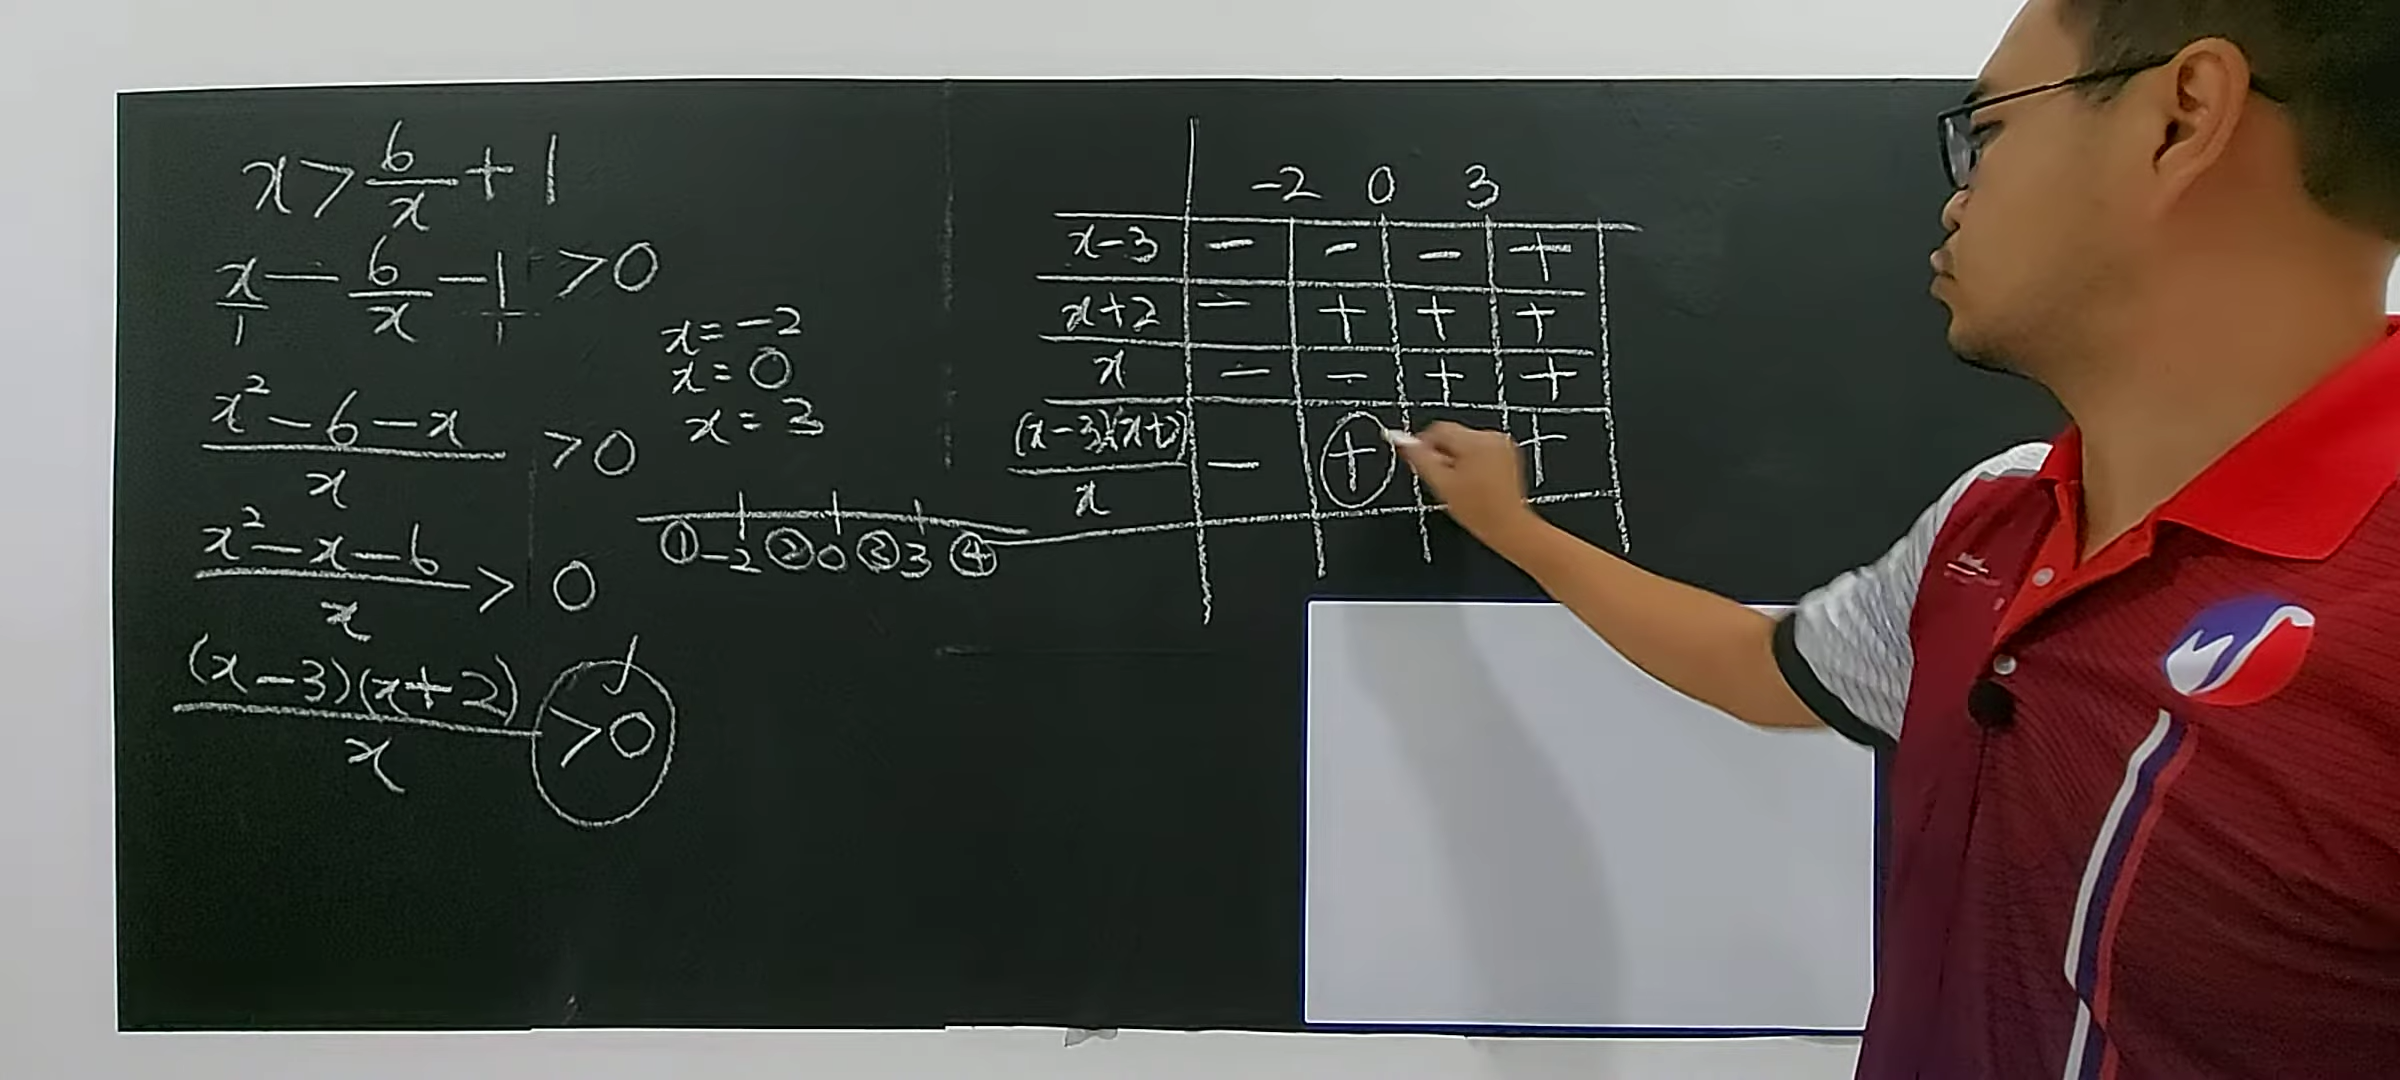 x > 6/x + 1
x/1 - 6/x - 1/1 > 0
x² - 6 - x / x > 0
x² - x - 6 / x > 0
(x-3)(x+2) / x > 0 ✓
x = -2
x = 0
x = 3
① -2 ② 0 ③ 3 ④
-2 0 3
x-3 - - - +
x+2 - + + +
x - - + +
(x-3)(x+2) / x - + +